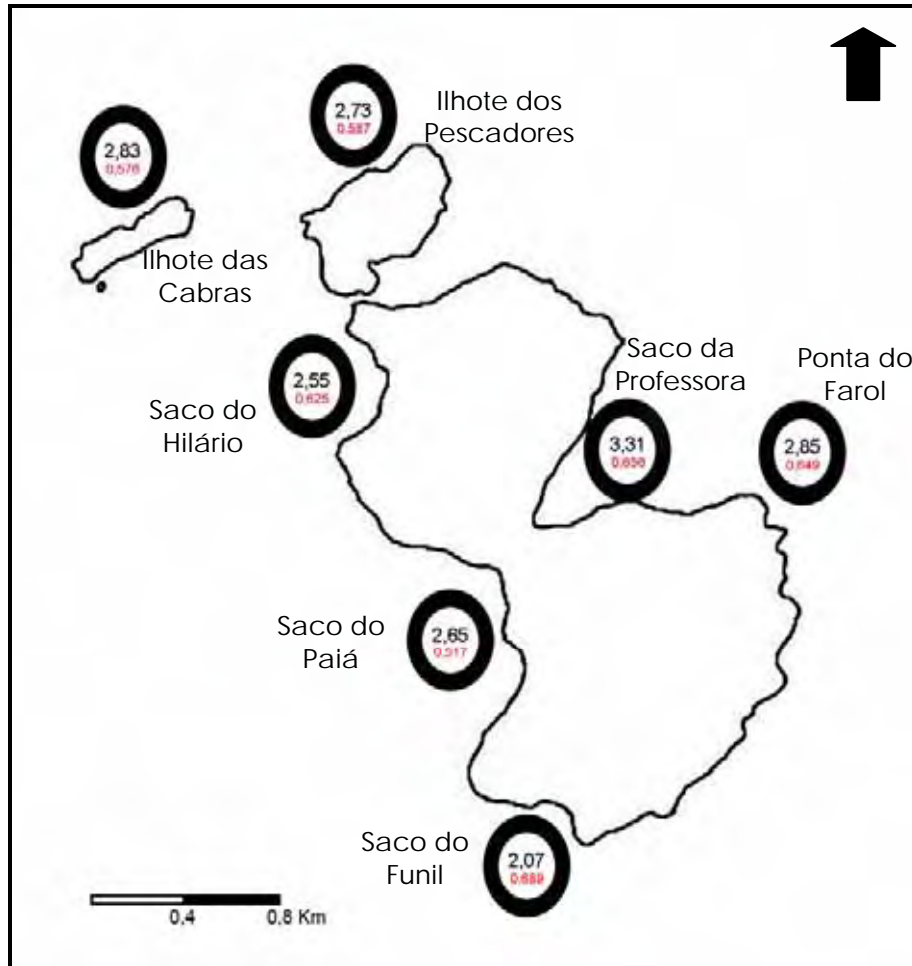 Ilhote dos
Pescadores
2,73
0.587
2,83
0,576
Ilhote das
Cabras
Saco da
Professora
Ponta do
Farol
2,55
0,625
Saco do
Hilário
3,31
0,656
2,85
0,649
Saco do
Paiá
2,65
0,517
Saco do
Funil
2,07
0,689
0,4
0,8 Km